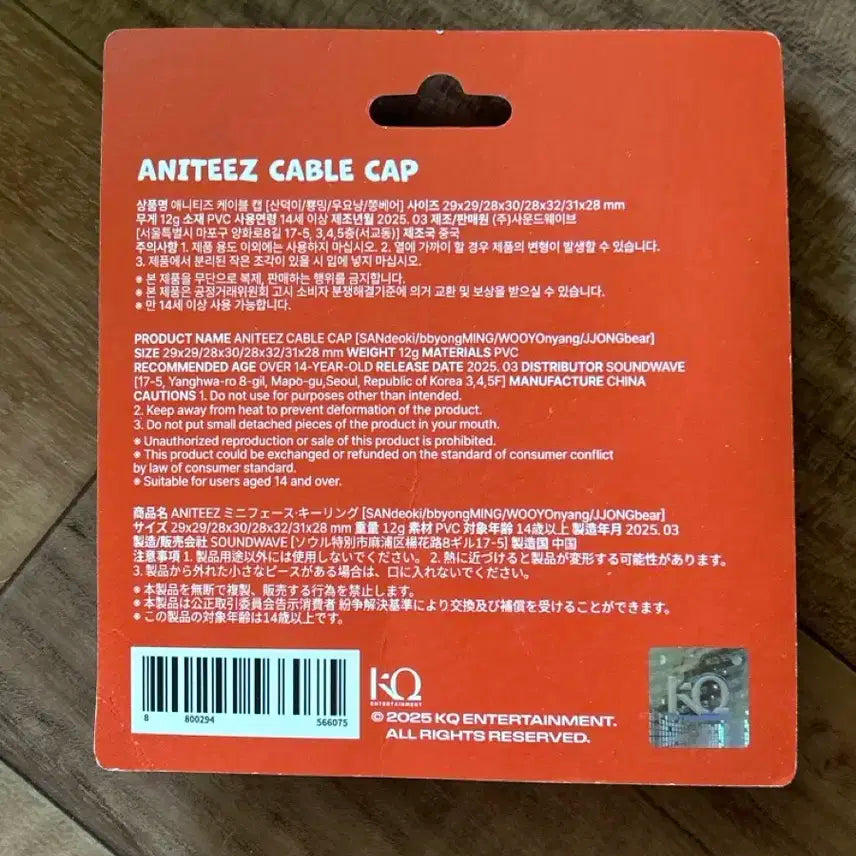 ANITEEZ CABLE CAP
상품명 애니티즈 케이블 캡 [산덕이/뿅밍/우요냥/쫑베어] 사이즈 29x29/28x30/28x32/31x28 mm
무게 12g 소재 PVC 사용연령 14세 이상 제조년월 2025. 03 제조/판매원 (주)사운드웨이브
[서울특별시 마포구 양화로8길 17-5, 3,4,5층(서교동)] 제조국 중국
주의사항 1. 제품 용도 이외에는 사용하지 마십시오. 2. 열에 가까이 할 경우 제품의 변형이 발생할 수 있습니다.
3. 제품에서 분리된 작은 조각이 있을 시 입에 넣지 마십시오.
※ 본 제품을 무단으로 복제, 판매하는 행위를 금지합니다.
※ 본 제품은 공정거래위원회 고시 소비자 분쟁해결기준에 의거 교환 및 보상을 받으실 수 있습니다.
※ 만 14세 이상 사용 가능합니다.
PRODUCT NAME ANITEEZ CABLE CAP [SANdeoki/bbyongMING/WOOYOnyang/JJONGbear]
SIZE 29x29/28x30/28x32/31x28 mm WEIGHT 12g MATERIALS PVC
RECOMMENDED AGE OVER 14-YEAR-OLD RELEASE DATE 2025. 03 DISTRIBUTOR SOUNDWAVE
[17-5, Yanghwa-ro 8-gil, Mapo-gu,Seoul, Republic of Korea 3,4,5F] MANUFACTURE CHINA
CAUTIONS 1. Do not use for purposes other than intended.
2. Keep away from heat to prevent deformation of the product.
3. Do not put small detached pieces of the product in your mouth.
※ Unauthorized reproduction or sale of this product is prohibited.
※ This product could be exchanged or refunded on the standard of consumer conflict
by law of consumer standard.
※ Suitable for users aged 14 and over.
商品名 ANITEEZ ミニフェース・キーリング [SANdeoki/bbyongMING/WOOYOnyang/JJONGbear]
サイズ 29x29/28x30/28x32/31x28 mm 重量 12g 素材 PVC 対象年齢 14歳以上 製造年月 2025. 03
製造/販売会社 SOUNDWAVE [ソウル特別市麻浦区楊花路8ギル17-5] 製造国 中国
注意事項 1. 製品用途以外には使用しないでください。 2. 熱に近づけると製品が変形する可能性があります。
3. 製品から外れた小さなピースがある場合は、口に入れないでください。
※ 本製品を無断で複製、販売する行為を禁止します。
※ 本製品は公正取引委員会告示消費者 紛争解決基準により交換及び補償を受けることができます。
※ この製品の対象年齢は14歳以上です。
8 800294 566075
KQ
ENTERTAINMENT
© 2025 KQ ENTERTAINMENT.
ALL RIGHTS RESERVED.
KQ